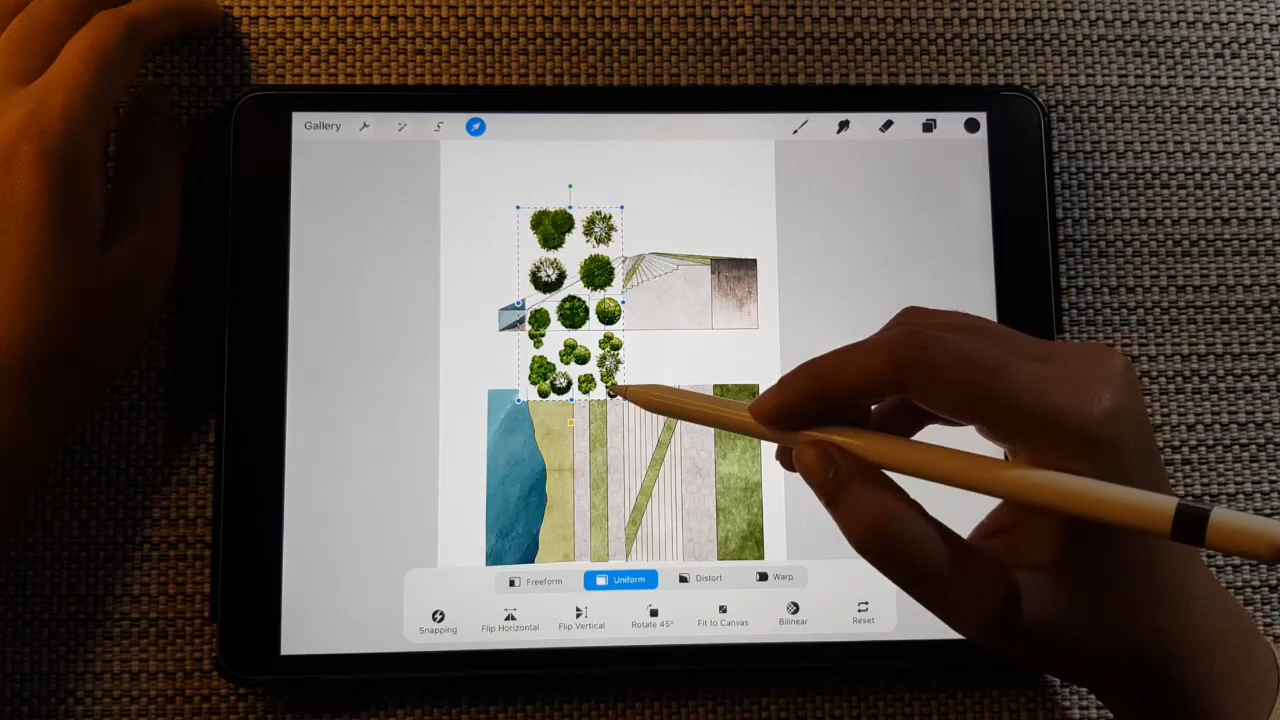 Gallery
Freeform Uniform Distort Warp
Snapping Flip Horizontal Flip Vertical Rotate 45° Fit to Canvas Bilinear Reset